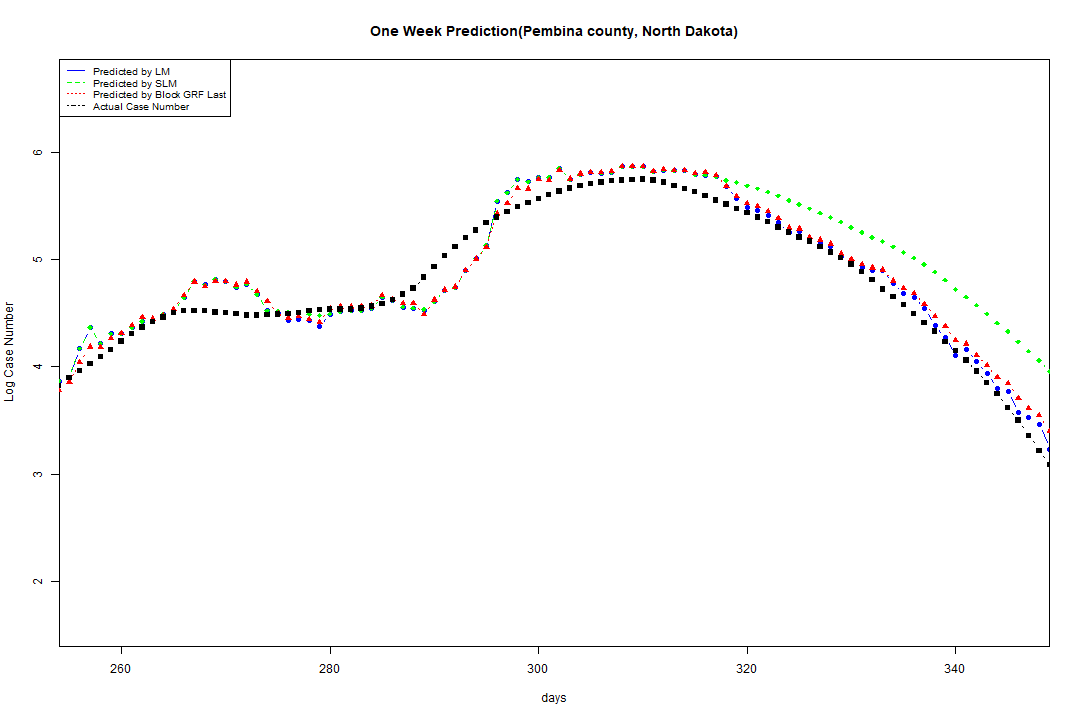 One Week Prediction(Pembina county, North Dakota)
Predicted by LM
Predicted by SLM
Predicted by Block GRF Last
Actual Case Number
6
5
4
3
2
Log Case Number
260 280 300 320 340
days